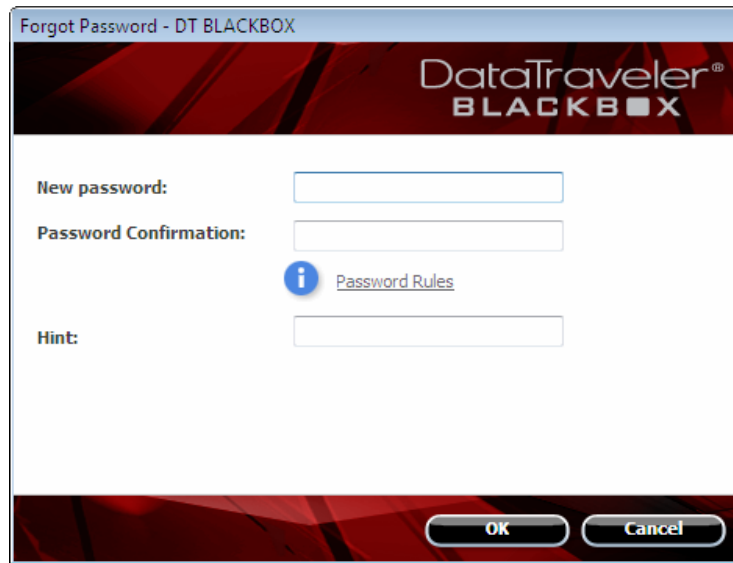 Forgot Password - DT BLACKBOX
DataTraveler®
BLACKBOX
New password:
Password Confirmation:
i Password Rules
Hint:
OK Cancel